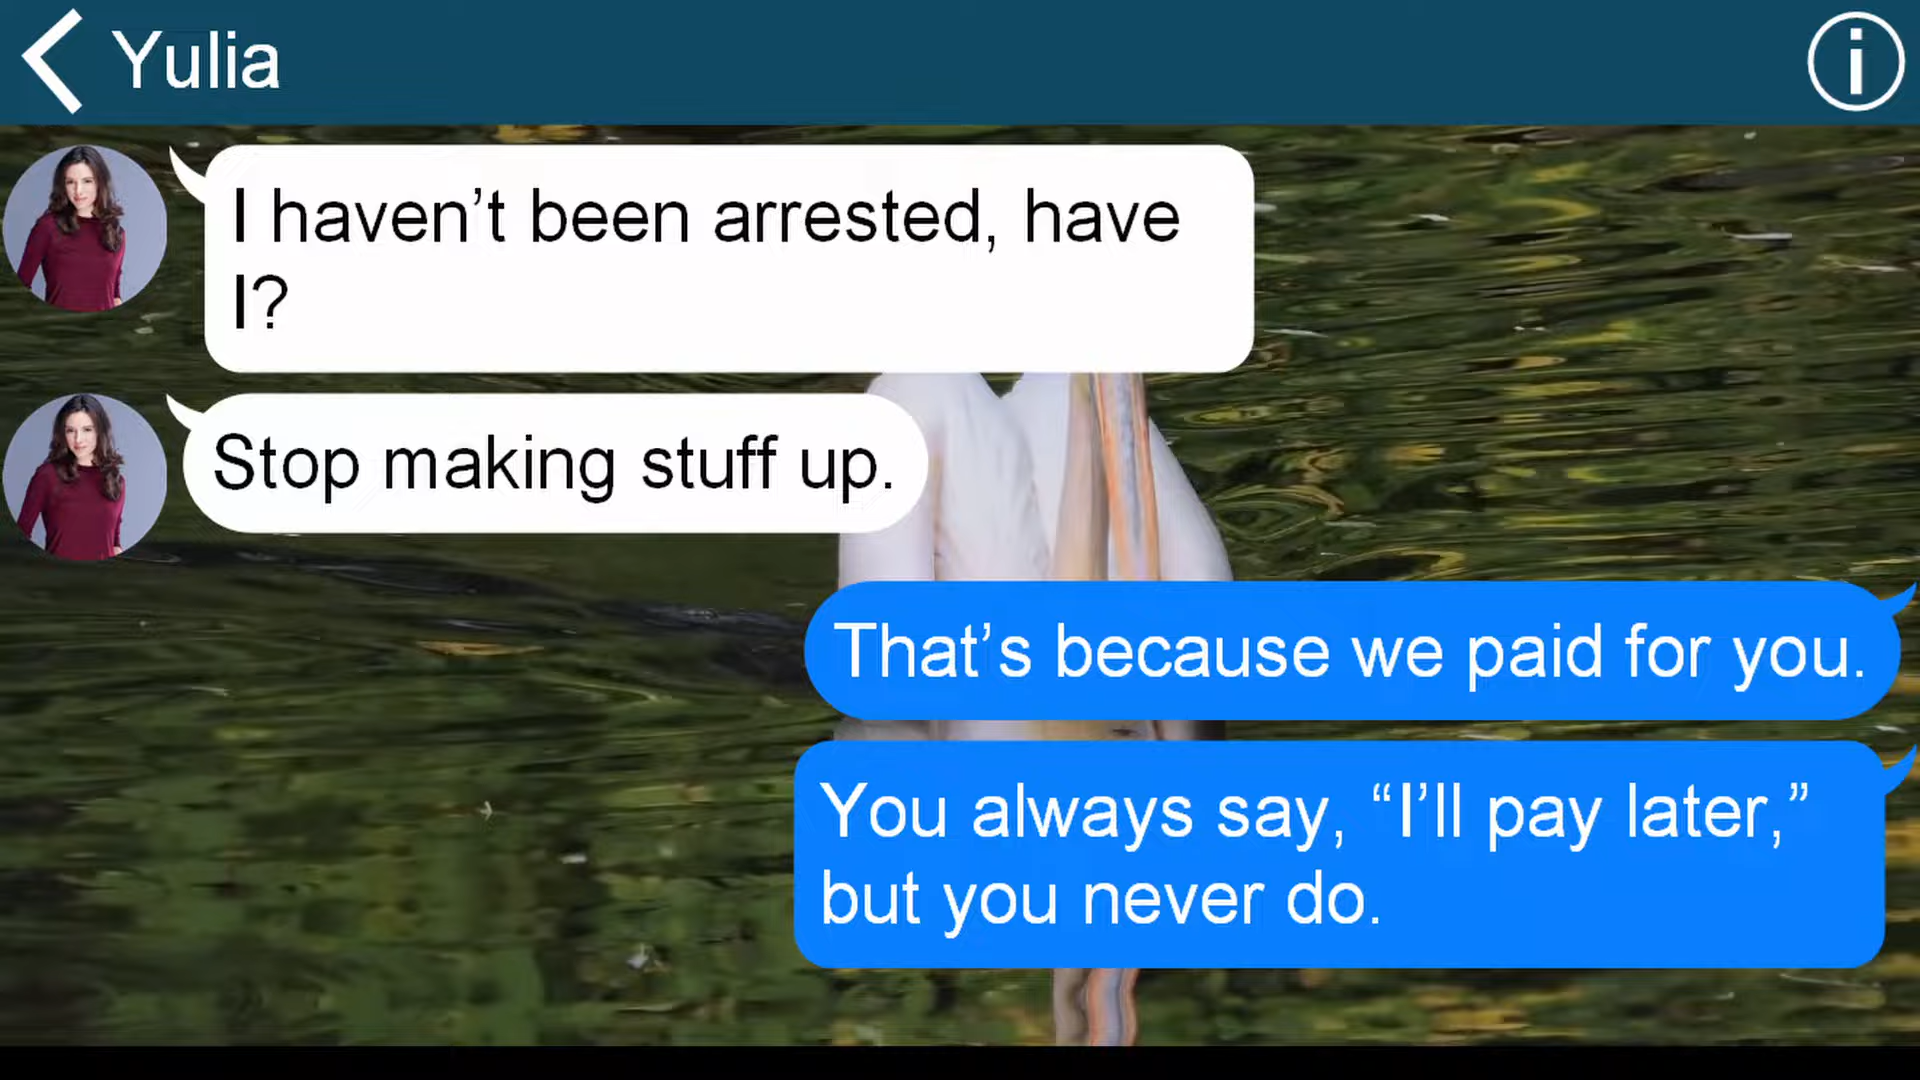 Yulia
I haven’t been arrested, have
I?
Stop making stuff up.
That’s because we paid for you.
You always say, “I’ll pay later,”
but you never do.